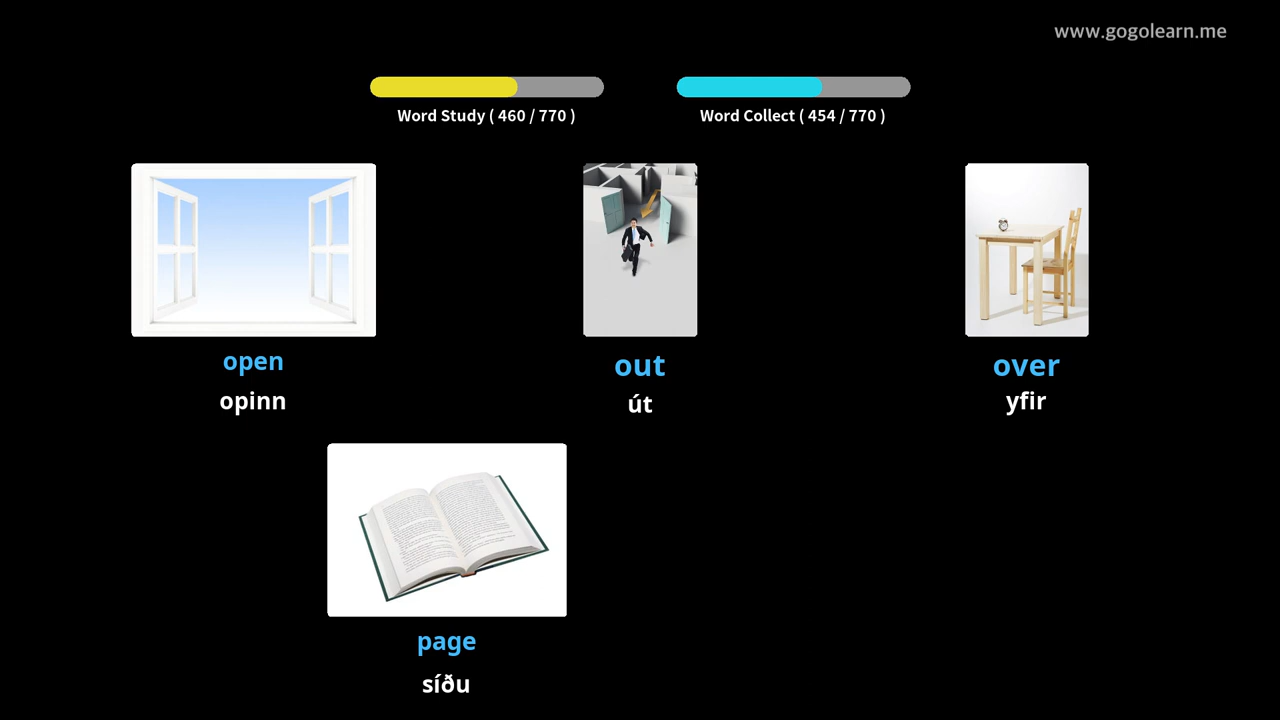 www.gogolearn.me
Word Study ( 460 / 770 )
Word Collect ( 454 / 770 )
open
out
over
opinn
út
yfir
page
síðu